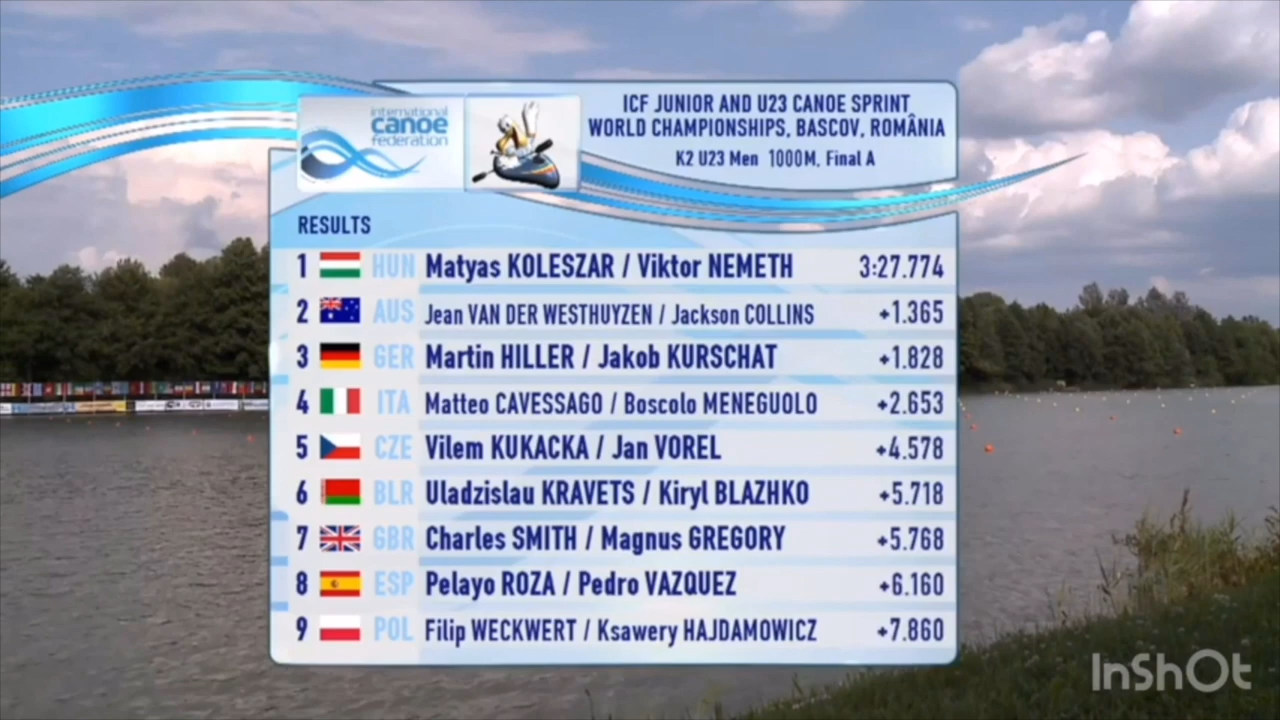 international
canoe
federation
ICF JUNIOR AND U23 CANOE SPRINT
WORLD CHAMPIONSHIPS, BASCOV, ROMÂNIA
K2 U23 Men 1000M, Final A
RESULTS
1 HUN Matyas KOLESZAR / Viktor NEMETH 3:27.774
2 AUS Jean VAN DER WESTHUYZEN / Jackson COLLINS +1.365
3 GER Martin HILLER / Jakob KURSCHAT +1.828
4 ITA Matteo CAVESSAGO / Boscolo MENEGUOLO +2.653
5 CZE Vilem KUKACKA / Jan VOREL +4.578
6 BLR Uladzislau KRAVETS / Kiryl BLAZHKO +5.718
7 GBR Charles SMITH / Magnus GREGORY +5.768
8 ESP Pelayo ROZA / Pedro VAZQUEZ +6.160
9 POL Filip WECKWERT / Ksawery HAJDAMOWICZ +7.860
InShOt